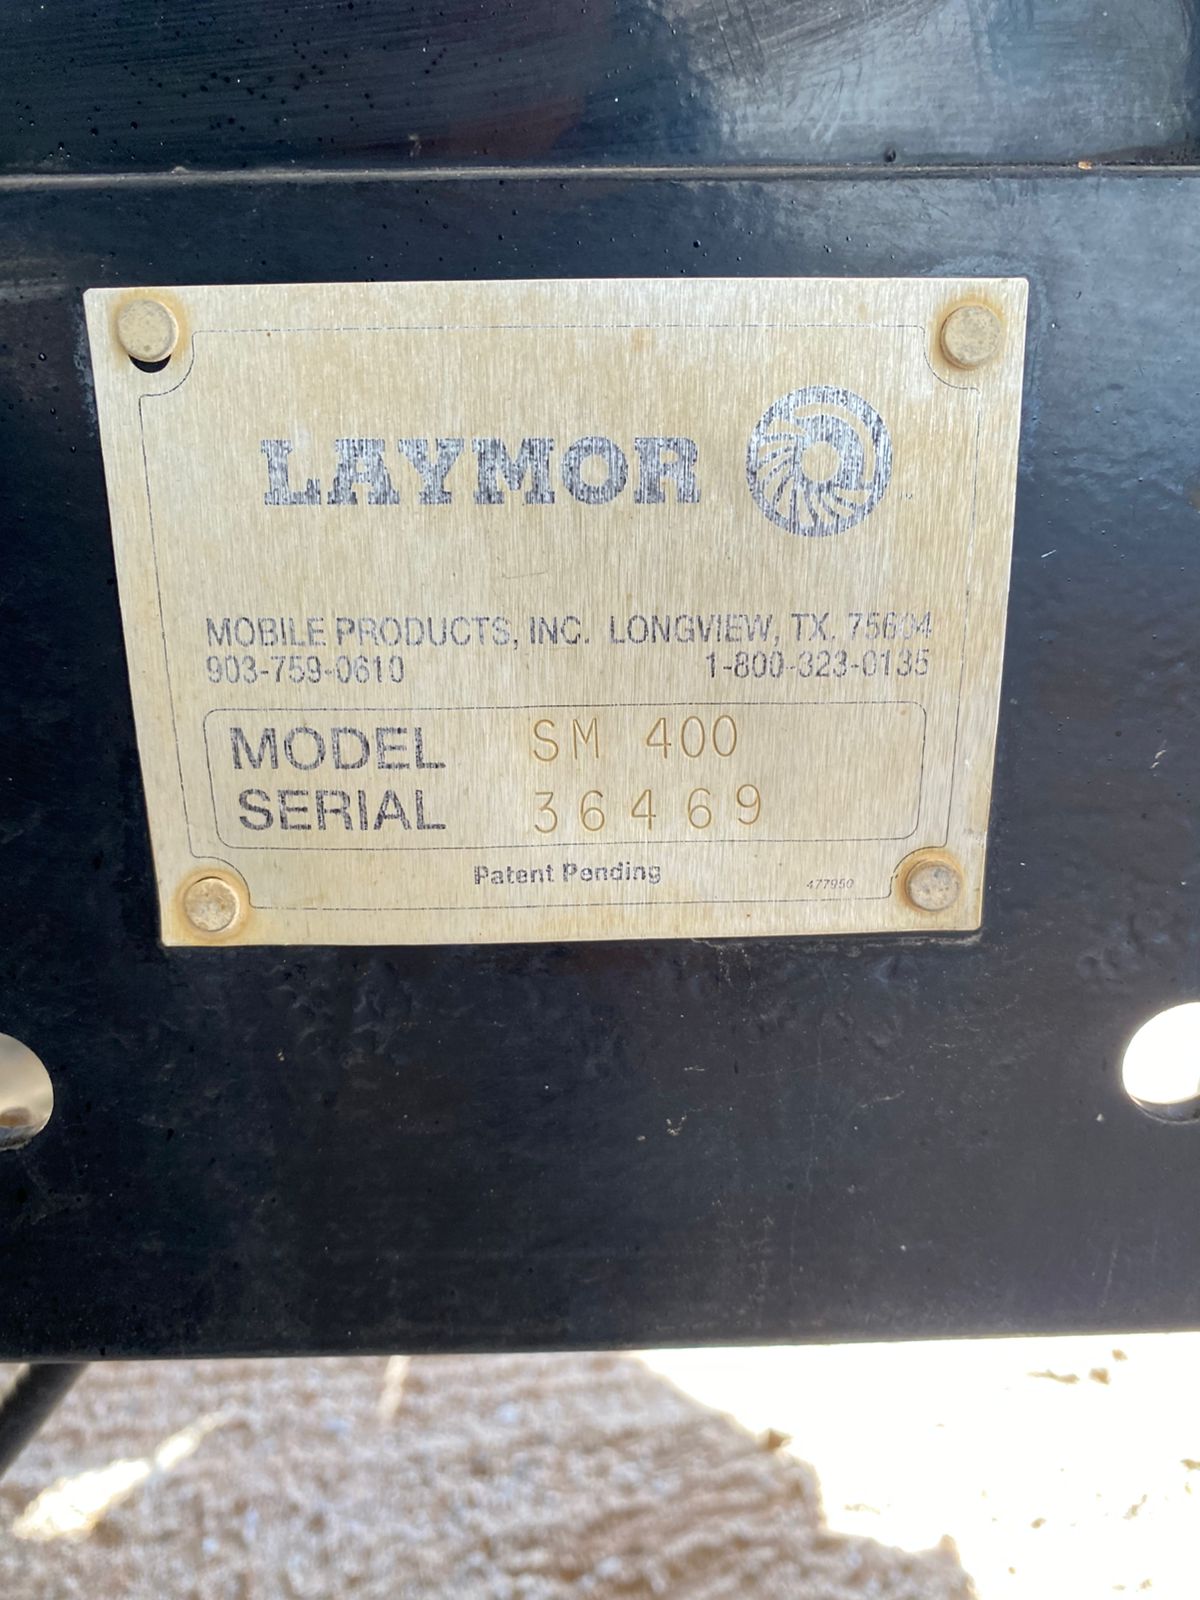 LAYMOR
MOBILE PRODUCTS, INC. LONGVIEW, TX. 75604
903-759-0610 1-800-323-0135
MODEL SM 400
SERIAL 36469
Patent Pending
477950